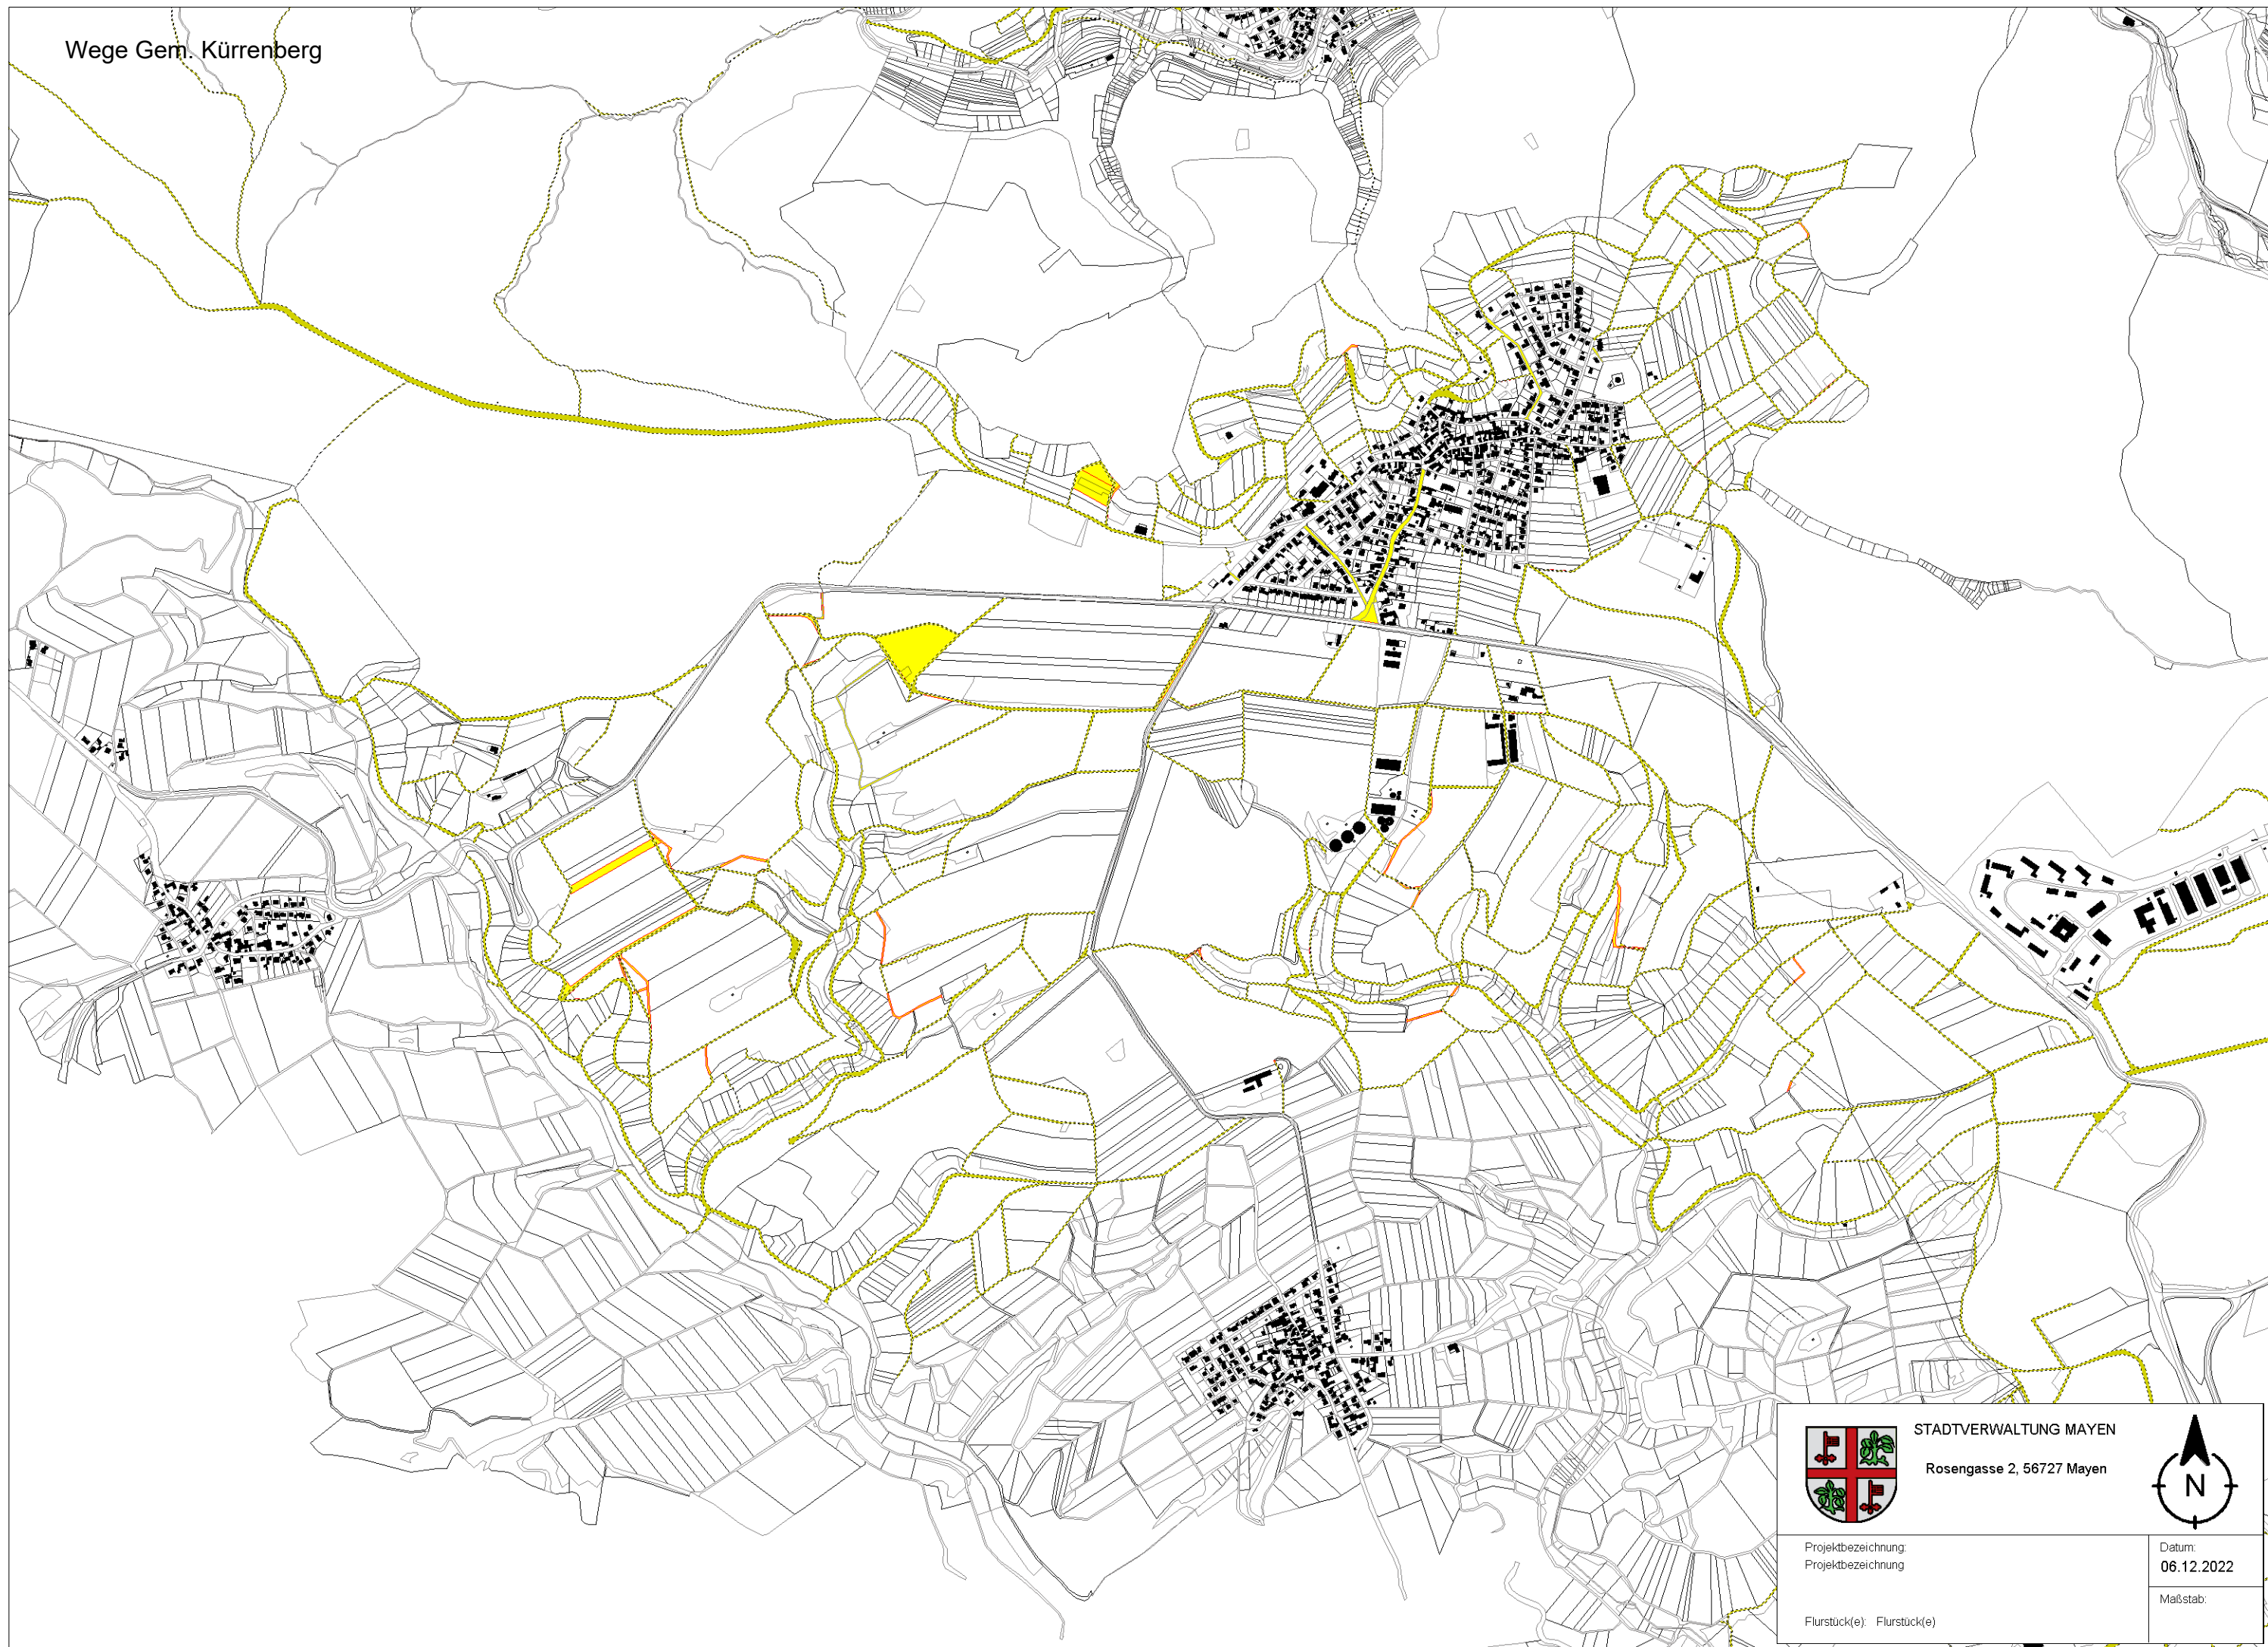 Wege Gem. Kürrenberg
STADTVERWALTUNG MAYEN
Rosengasse 2, 56727 Mayen
N
Projektbezeichnung:
Projektbezeichnung
Datum:
06.12.2022
Maßstab:
Flurstück(e): Flurstück(e)